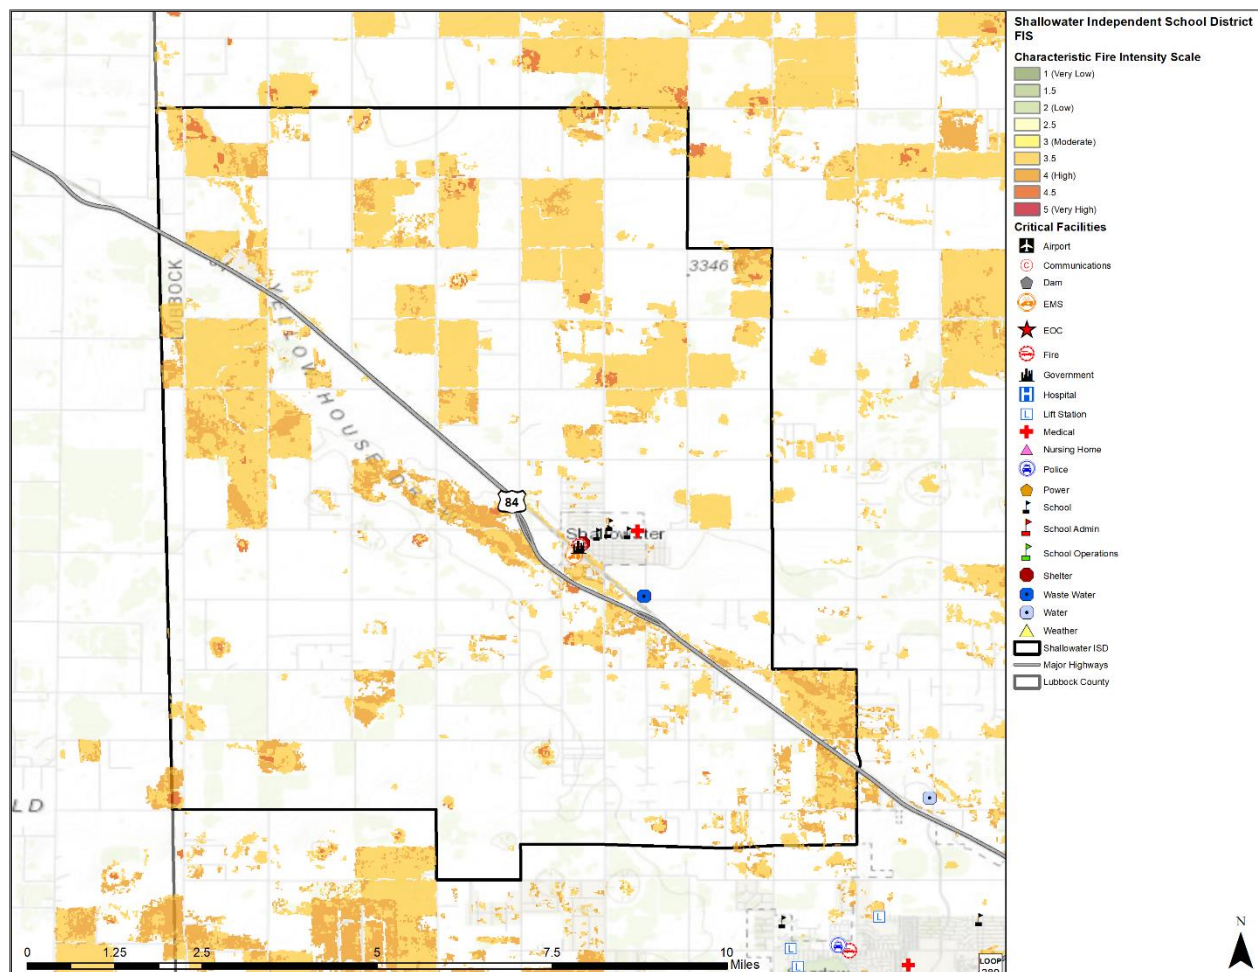 Shallowater Independent School District
FIS
Characteristic Fire Intensity Scale
1 (Very Low)
1.5
2 (Low)
2.5
3 (Moderate)
3.5
4 (High)
4.5
5 (Very High)
Critical Facilities
Airport
C Communications
Dam
EMS
EOC
Fire
Government
H Hospital
L Lift Station
Medical
Nursing Home
Police
Power
School
School Admin
School Operations
Shelter
Waste Water
Water
Weather
Shallowater ISD
Major Highways
Lubbock County
N
3346
LUBBOCK
YELLOW HOUSE DRAW
84
Shallowater
L D
L
L
L
LOOP
0 1.25 2.5 5 7.5 10
Miles